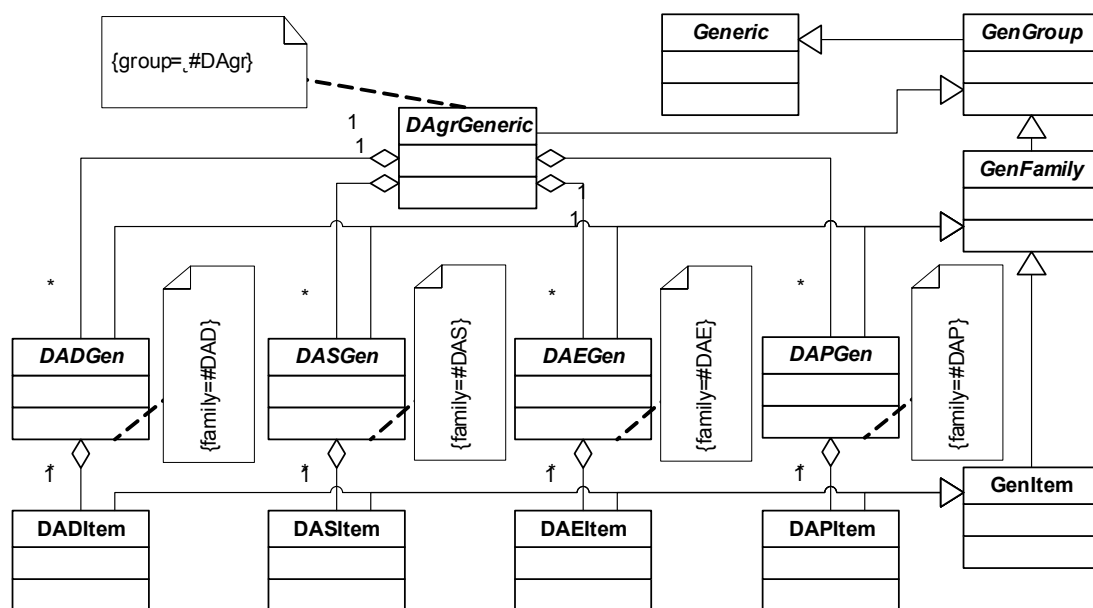 Generic
GenGroup
{group=˛#DAgr}
1
DAgrGeneric
1
GenFamily
1
1
*
*
*
*
{family=#DAD}
{family=#DAS}
{family=#DAE}
{family=#DAP}
DADGen
DASGen
DAEGen
DAPGen
*
1
*
1
*
1
*
1
GenItem
DADItem
DASItem
DAEItem
DAPItem